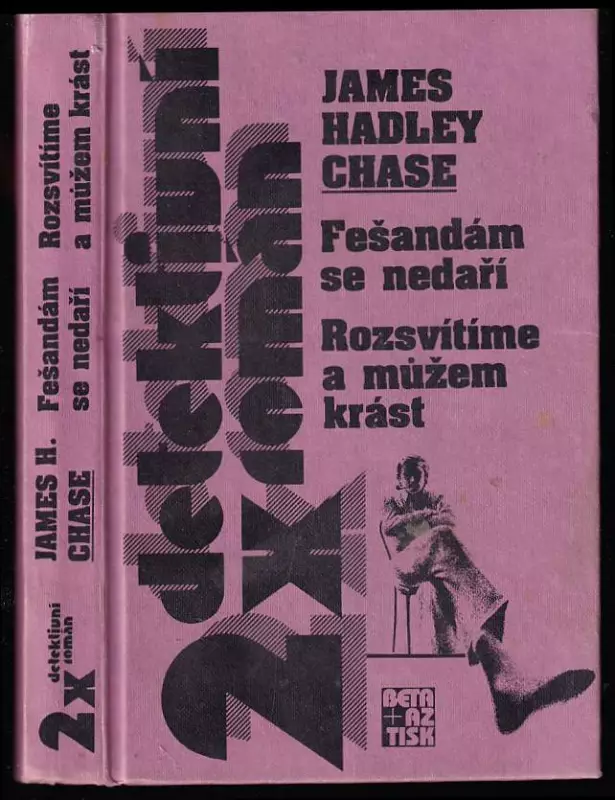 JAMES H. Fešandám Rozsvítíme
CHASE se nedaří a můžem krást
detektivní
román
2x
2x detektivní
román
JAMES
HADLEY
CHASE
Fešandám
se nedaří
Rozsvítíme
a můžem
krást
BETA
+AZ
TISK